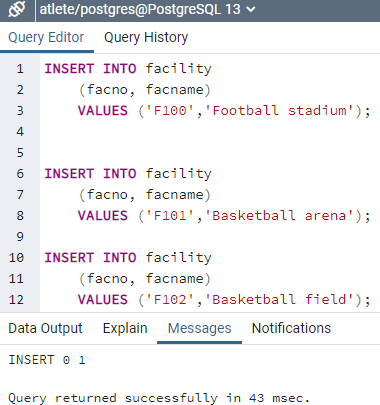 atlete/postgres@PostgreSQL 13
Query Editor Query History
1 INSERT INTO facility
2 (facno, facname)
3 VALUES ('F100','Football stadium');
4
5
6 INSERT INTO facility
7 (facno, facname)
8 VALUES ('F101','Basketball arena');
9
10 INSERT INTO facility
11 (facno, facname)
12 VALUES ('F102','Basketball field');
Data Output Explain Messages Notifications
INSERT 0 1
Query returned successfully in 43 msec.